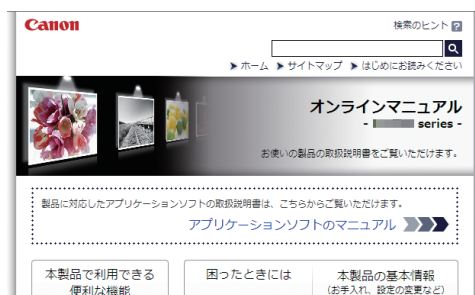 Canon
検索のヒント ?
ホーム サイトマップ はじめにお読みください
オンラインマニュアル
- series -
お使いの製品の取扱説明書をご覧いただけます。
製品に対応したアプリケーションソフトの取扱説明書は、こちらからご覧いただけます。
アプリケーションソフトのマニュアル
本製品で利用できる
便利な機能
困ったときには
本製品の基本情報
(お手入れ、設定の変更など)